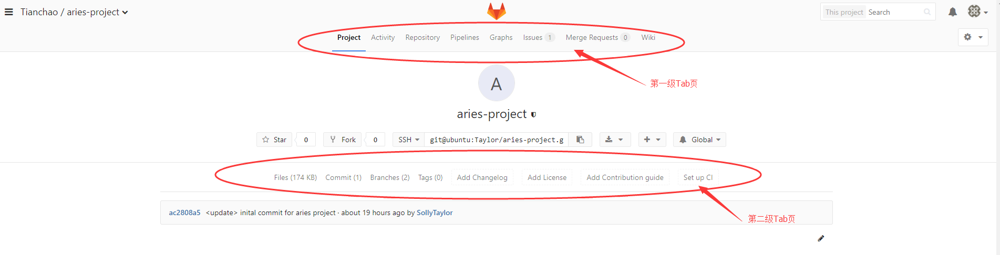 Tianchao / aries-project
This project Search
Project Activity Repository Pipelines Graphs Issues 1 Merge Requests 0 Wiki
第一级Tab页
A
aries-project
Star 0 Fork 0 SSH git@ubuntu:Taylor/aries-project.g Global
Files (174 KB) Commit (1) Branches (2) Tags (0) Add Changelog Add License Add Contribution guide Set up CI
ac2808a5 <update> inital commit for aries project · about 19 hours ago by SollyTaylor
第二级Tab页